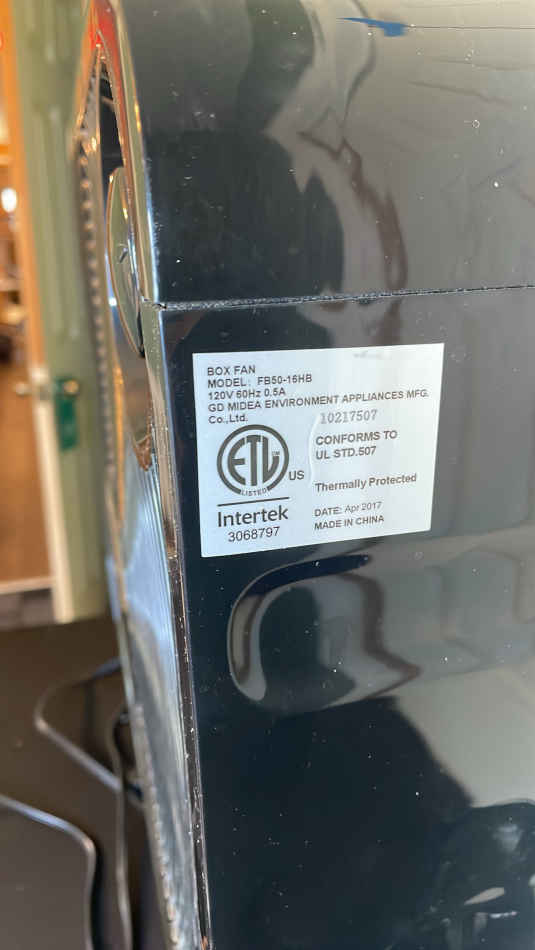 BOX FAN
MODEL: FB50-16HB
120V 60Hz 0.5A
GD MIDEA ENVIRONMENT APPLIANCES MFG.
Co.,Ltd. 10217507
ETL
CM
LISTED
US
CONFORMS TO
UL STD.507
Thermally Protected
Intertek
3068797
DATE: Apr 2017
MADE IN CHINA